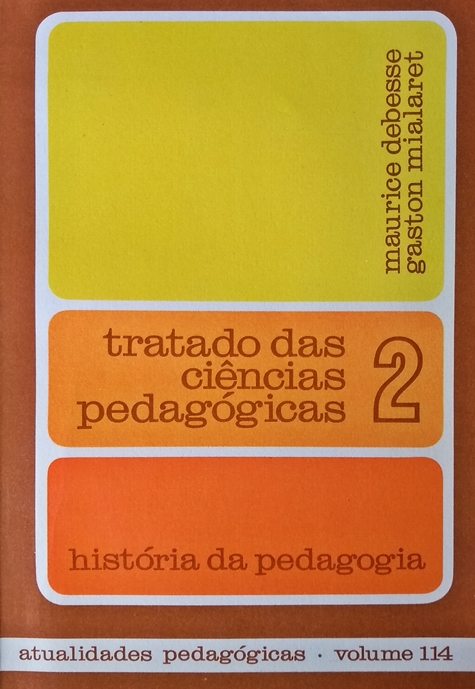 maurice debesse
gaston mialaret
tratado das
ciências
pedagógicas
2
história da pedagogia
atualidades pedagógicas · volume 114